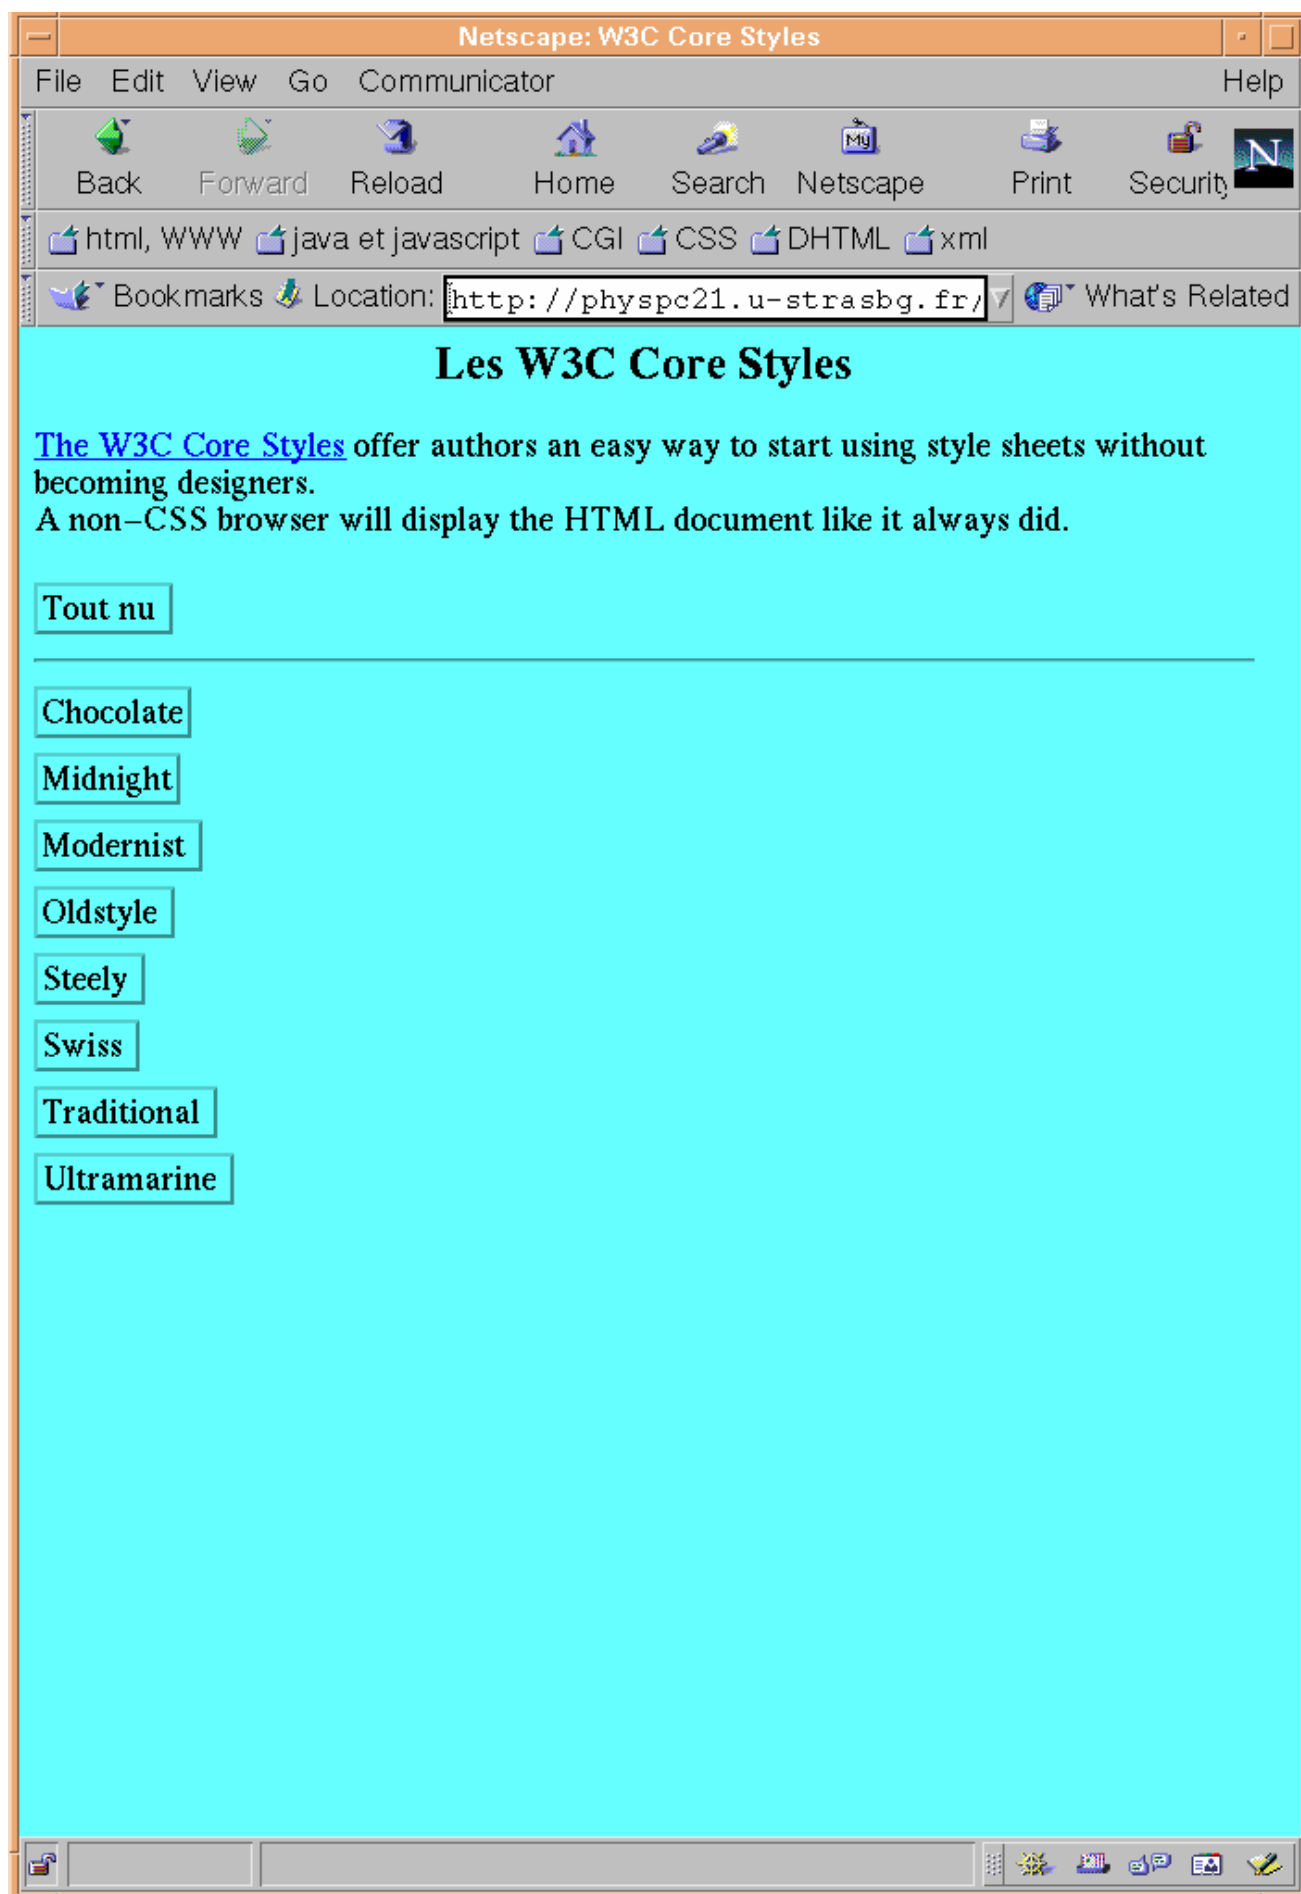 Netscape: W3C Core Styles
File Edit View Go Communicator Help
Back Forward Reload Home Search Netscape Print Security
My
N
html, WWW java et javascript CGI CSS DHTML xml
Bookmarks Location: http://physpc21.u-strasbg.fr/ What's Related
Les W3C Core Styles
The W3C Core Styles offer authors an easy way to start using style sheets without
becoming designers.
A non–CSS browser will display the HTML document like it always did.
Tout nu
Chocolate
Midnight
Modernist
Oldstyle
Steely
Swiss
Traditional
Ultramarine